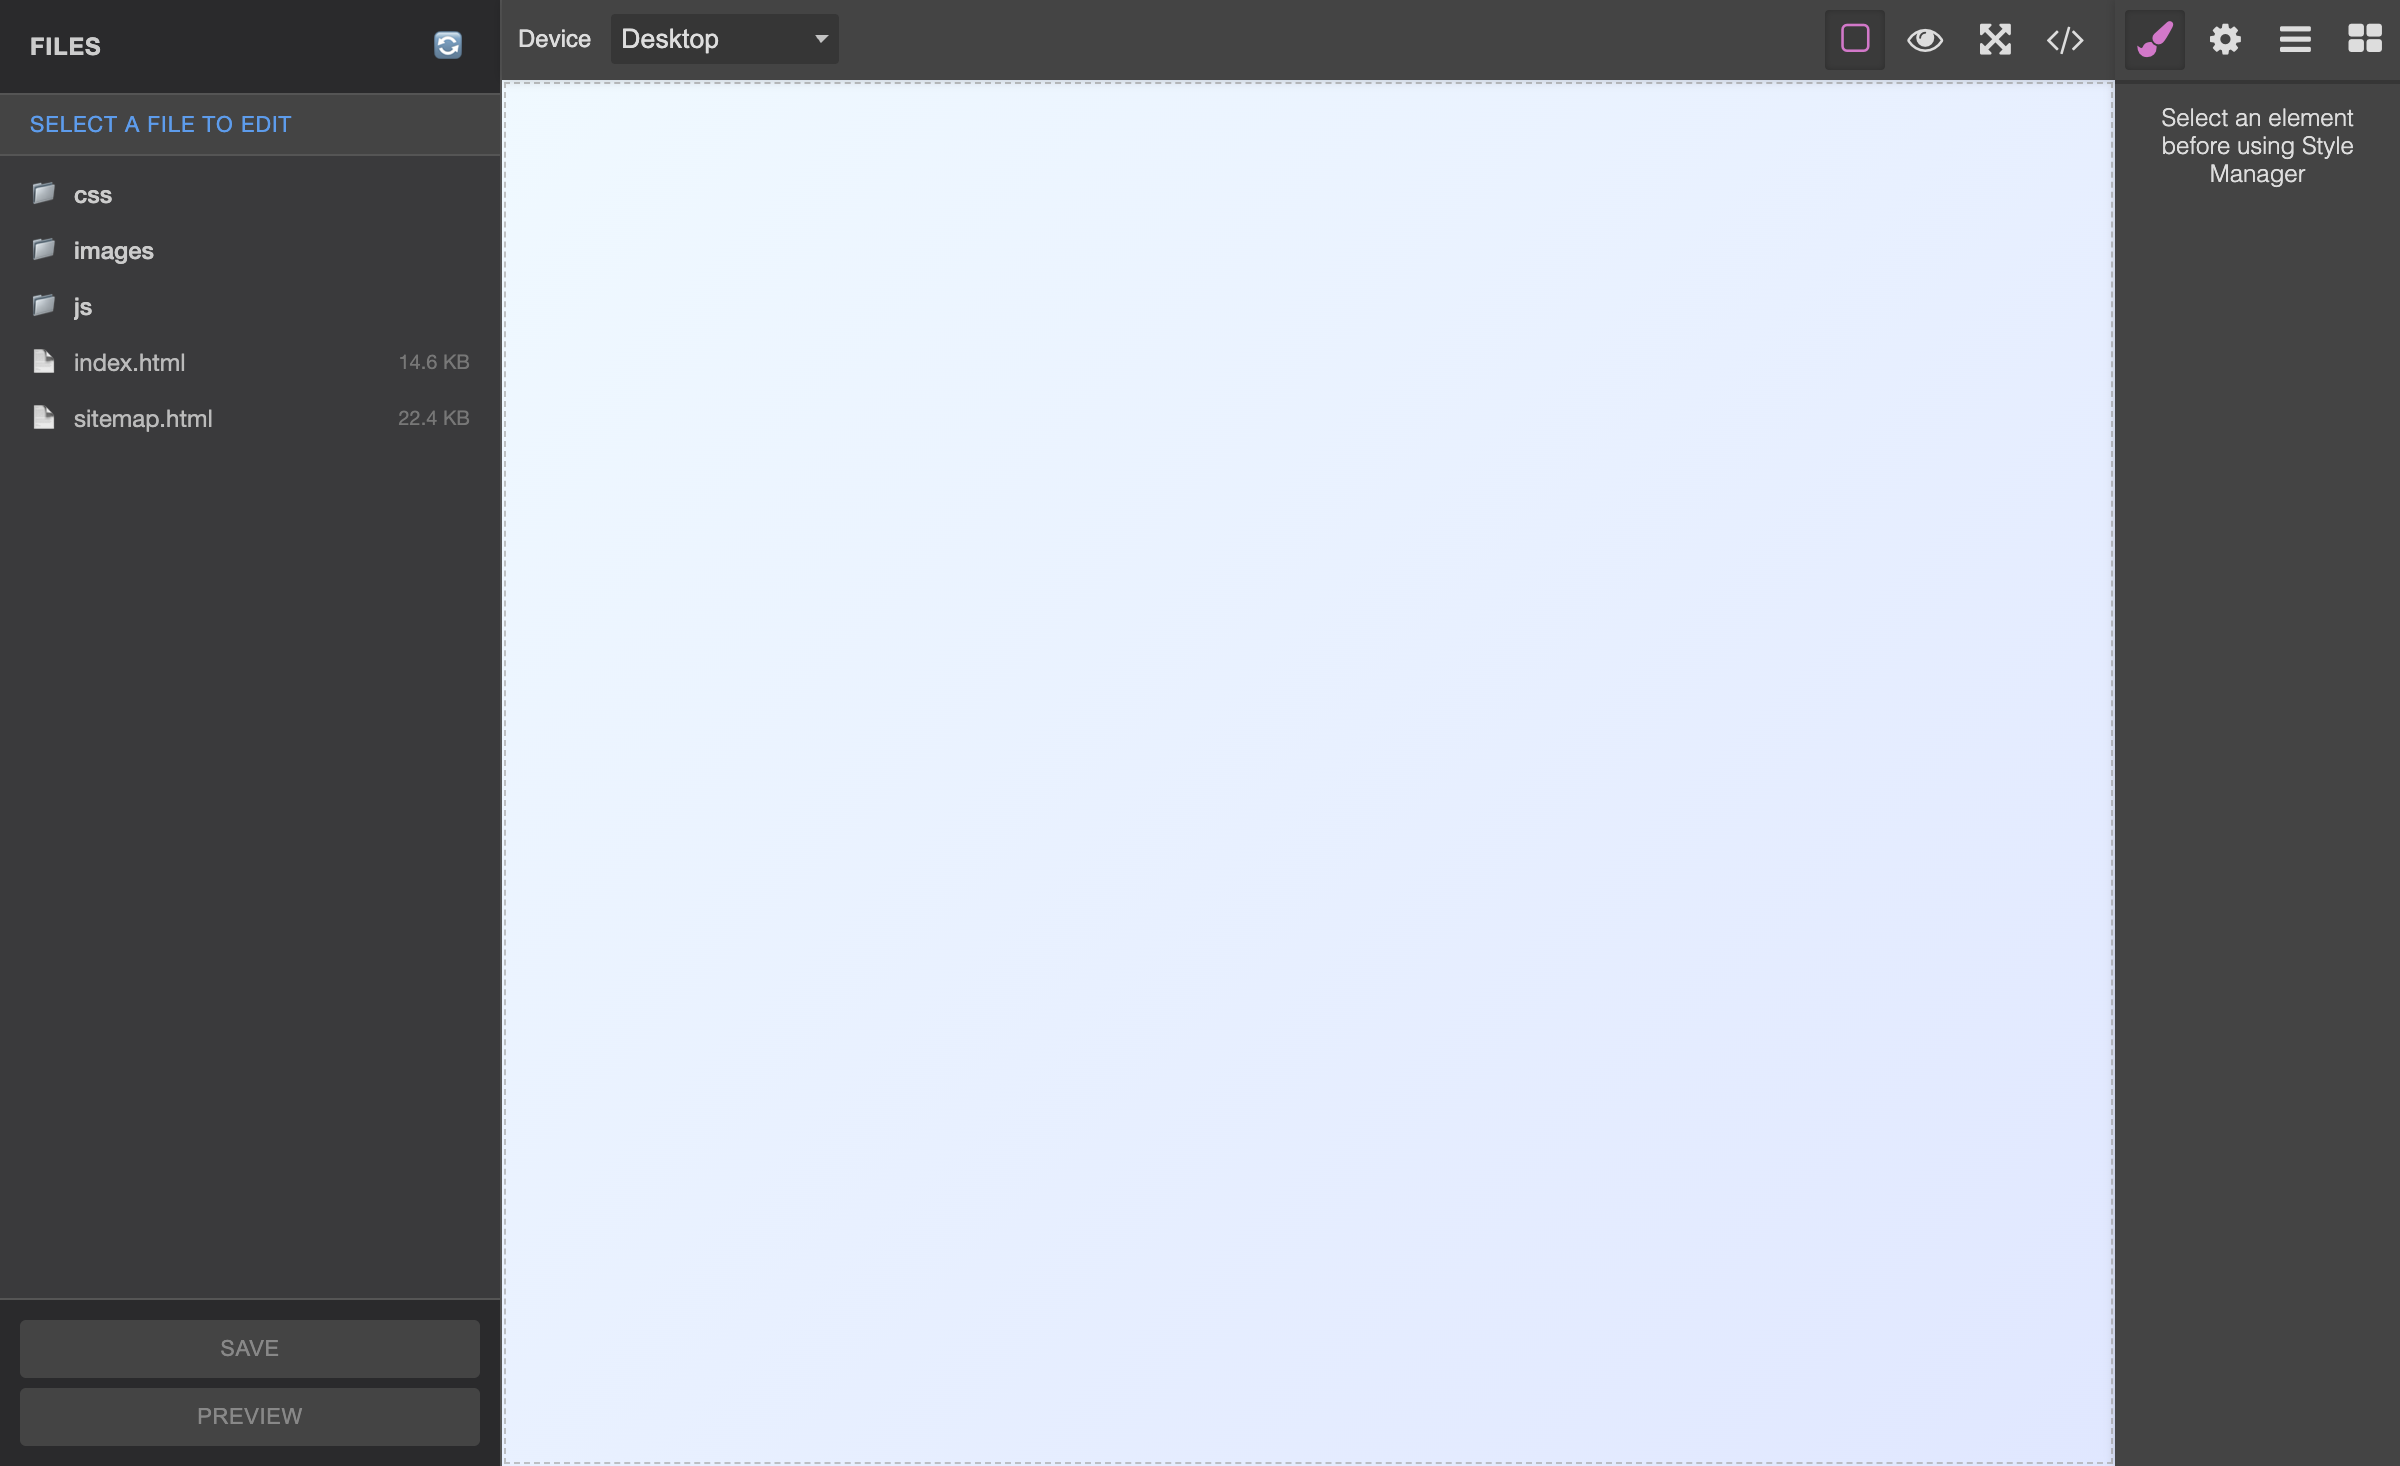 FILES
Device
Desktop
SELECT A FILE TO EDIT
Select an element
before using Style
Manager
css
images
js
index.html 14.6 KB
sitemap.html 22.4 KB
SAVE
PREVIEW